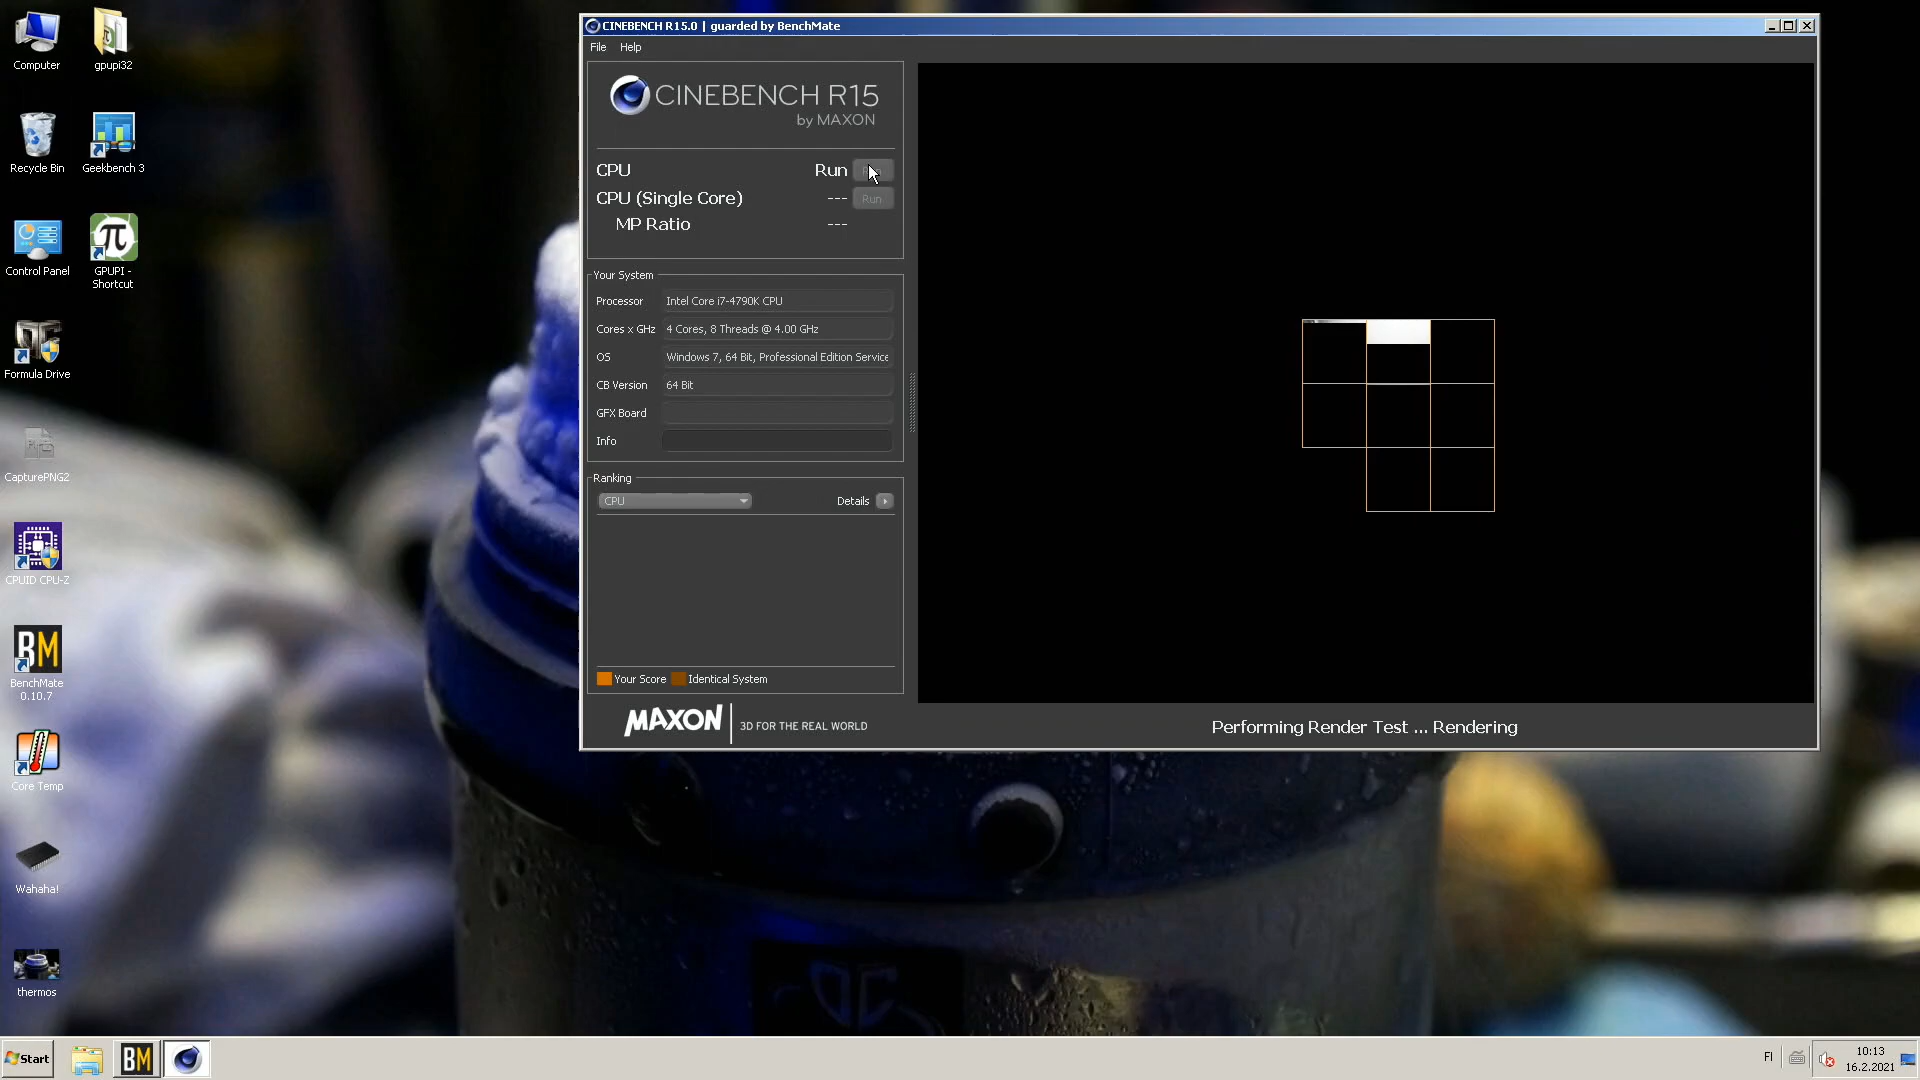 Computer
gpupi32
Recycle Bin
Geekbench 3
Control Panel
GPUPI -
Shortcut
Formula Drive
CapturePNG2
CPUID CPU-Z
BM
BenchMate
0.10.7
Core Temp
Wahaha!
thermos
CINEBENCH R15.0 | guarded by BenchMate
File Help
CINEBENCH R15
by MAXON
CPU Run
CPU (Single Core) --- Run
MP Ratio ---
Your System
Processor Intel Core i7-4790K CPU
Cores x GHz 4 Cores, 8 Threads @ 4.00 GHz
OS Windows 7, 64 Bit, Professional Edition Service
CB Version 64 Bit
GFX Board
Info
Ranking
CPU Details
Your Score Identical System
MAXON 3D FOR THE REAL WORLD
Performing Render Test ... Rendering
Start BM FI 10:13
16.2.2021